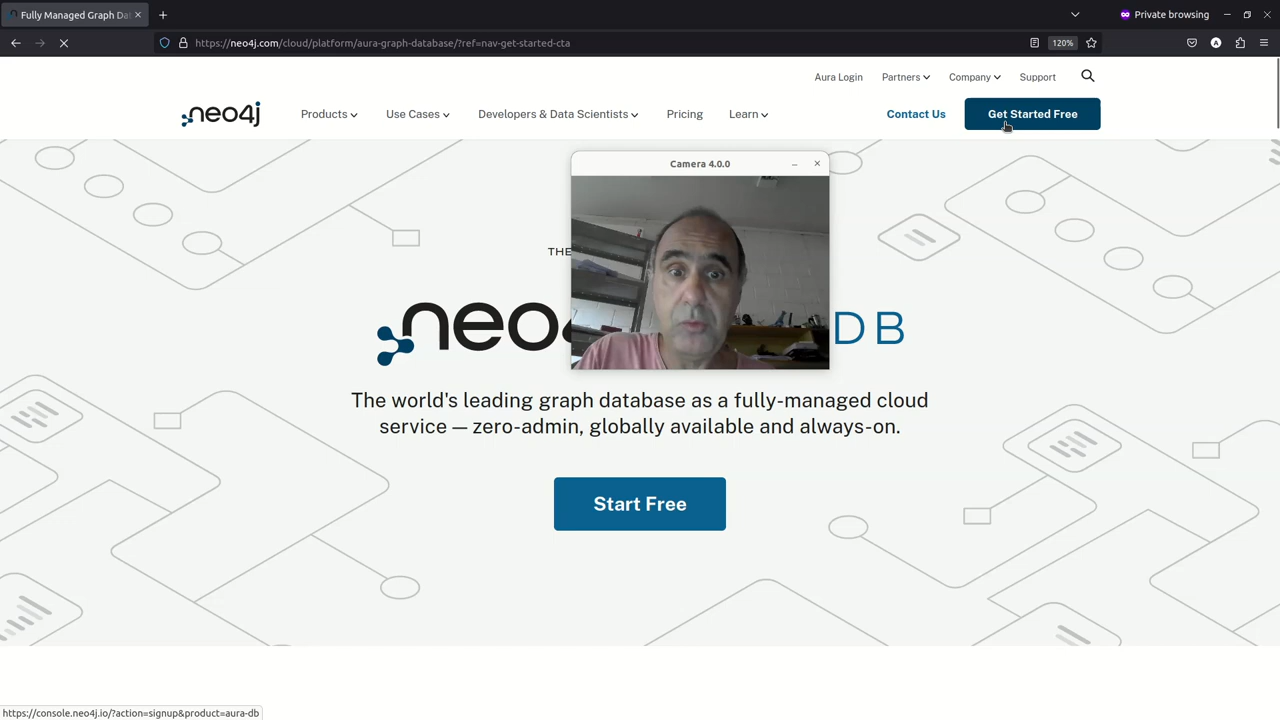 Fully Managed Graph Dat
Private browsing
https://neo4j.com/cloud/platform/aura-graph-database/?ref=nav-get-started-cta
120%
A
Aura Login
Partners
Company
Support
neo4j
Products
Use Cases
Developers & Data Scientists
Pricing
Learn
Contact Us
Get Started Free
Camera 4.0.0
THE
neo4
DB
The world's leading graph database as a fully-managed cloud
service — zero-admin, globally available and always-on.
Start Free
https://console.neo4j.io/?action=signup&product=aura-db